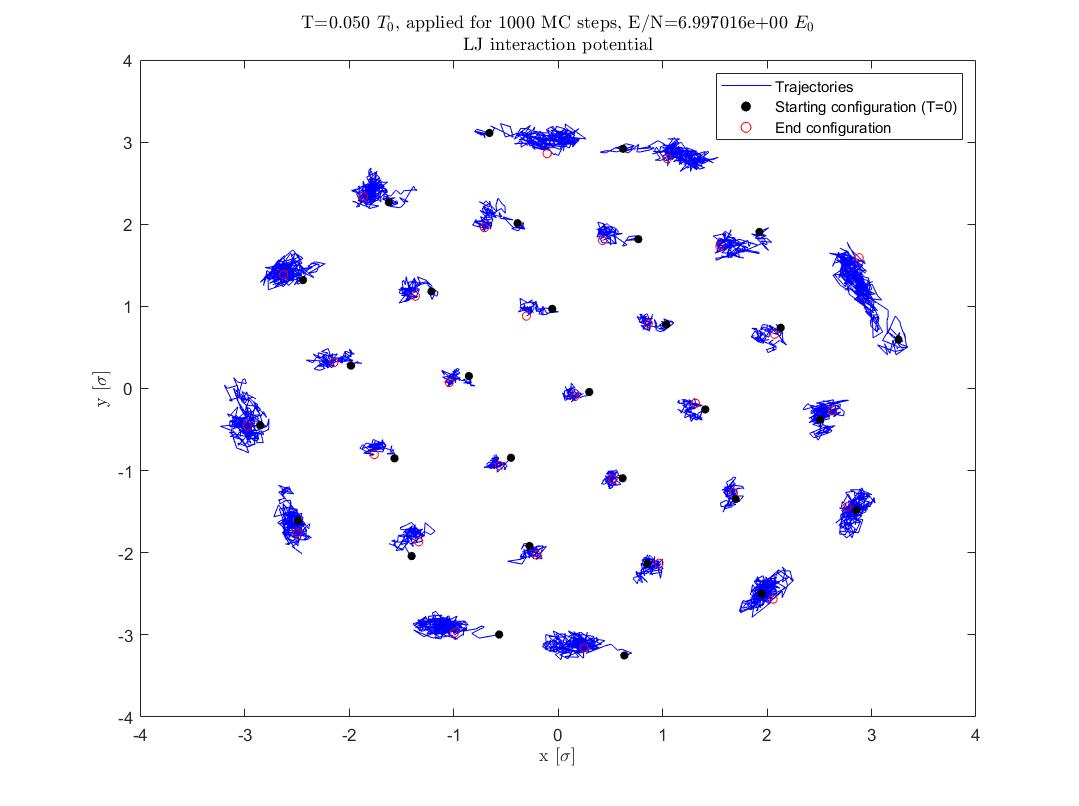 T=0.050 T₀, applied for 1000 MC steps, E/N=6.997016e+00 E₀
LJ interaction potential
Trajectories
Starting configuration (T=0)
End configuration
4
3
2
1
0
-1
-2
-3
-4
y [σ]
-4
-3
-2
-1
0
1
2
3
4
x [σ]